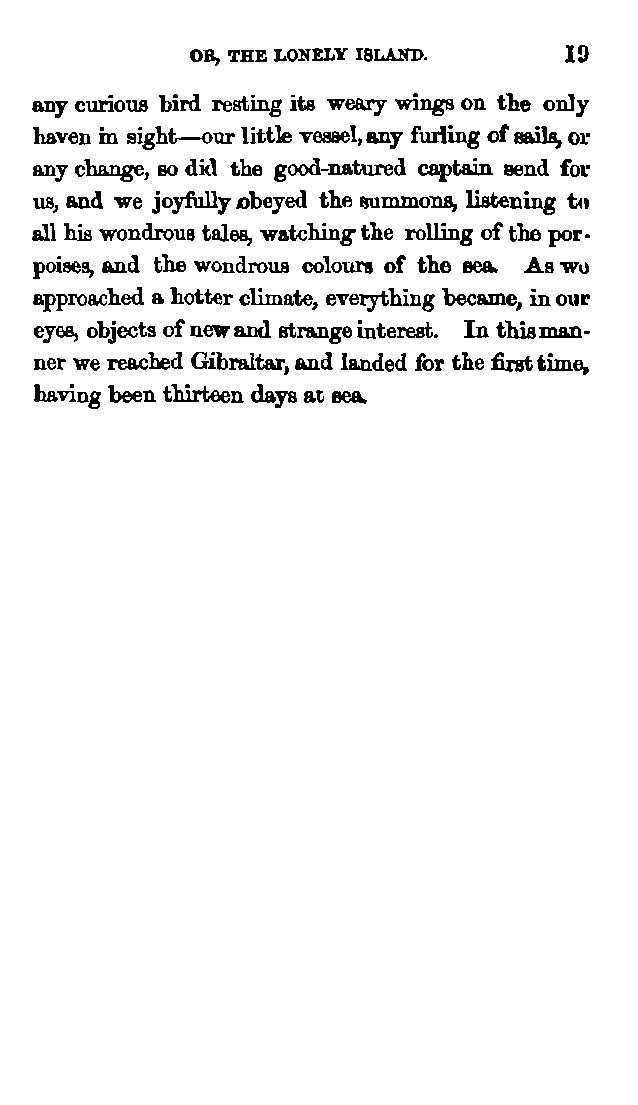 OR, THE LONELY ISLAND. 19
any curious bird resting its weary wings on the only
haven in sight—our little vessel, any furling of sails, or
any change, so did the good-natured captain send for
us, and we joyfully obeyed the summons, listening to
all his wondrous tales, watching the rolling of the por-
poises, and the wondrous colours of the sea. As we
approached a hotter climate, everything became, in our
eyes, objects of new and strange interest. In this man-
ner we reached Gibraltar, and landed for the first time,
having been thirteen days at sea.